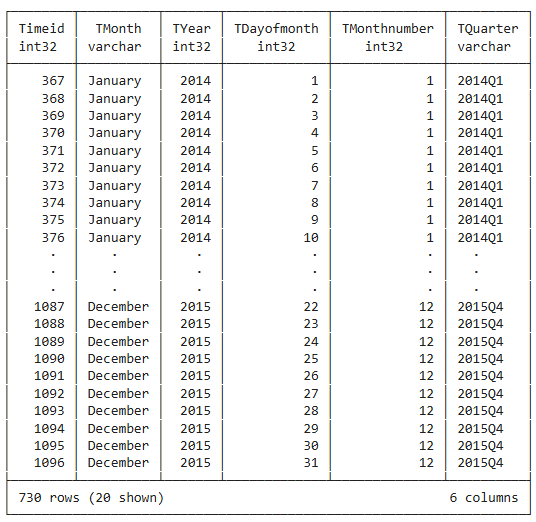 Timeid TMonth TYear TDayofmonth TMonthnumber TQuarter
int32 varchar int32 int32 int32 varchar
367 January 2014 1 1 2014Q1
368 January 2014 2 1 2014Q1
369 January 2014 3 1 2014Q1
370 January 2014 4 1 2014Q1
371 January 2014 5 1 2014Q1
372 January 2014 6 1 2014Q1
373 January 2014 7 1 2014Q1
374 January 2014 8 1 2014Q1
375 January 2014 9 1 2014Q1
376 January 2014 10 1 2014Q1
. . . . . .
. . . . . .
. . . . . .
1087 December 2015 22 12 2015Q4
1088 December 2015 23 12 2015Q4
1089 December 2015 24 12 2015Q4
1090 December 2015 25 12 2015Q4
1091 December 2015 26 12 2015Q4
1092 December 2015 27 12 2015Q4
1093 December 2015 28 12 2015Q4
1094 December 2015 29 12 2015Q4
1095 December 2015 30 12 2015Q4
1096 December 2015 31 12 2015Q4
730 rows (20 shown) 6 columns